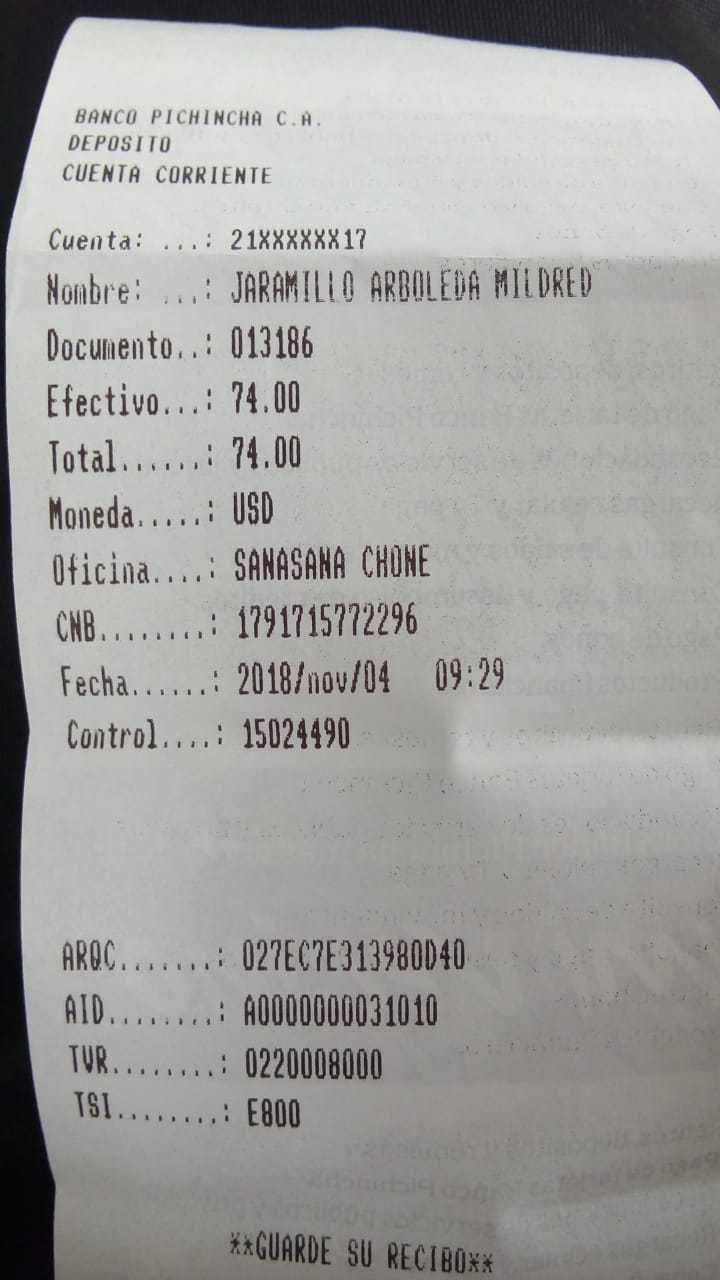 BANCO PICHINCHA C.A.
DEPOSITO
CUENTA CORRIENTE
Cuenta: ...: 21XXXXXX17
Nombre: ...: JARAMILLO ARBOLEDA MILDRED
Documento..: 013186
Efectivo...: 74.00
Total......: 74.00
Moneda.....: USD
Oficina....: SANASANA CHONE
CNB........: 1791715772296
Fecha......: 2018/nov/04 09:29
Control....: 15024490
ARQC.......: 027EC7E313980D40
AID........: A0000000031010
TVR........: 0220008000
TSI........: E800
**GUARDE SU RECIBO**